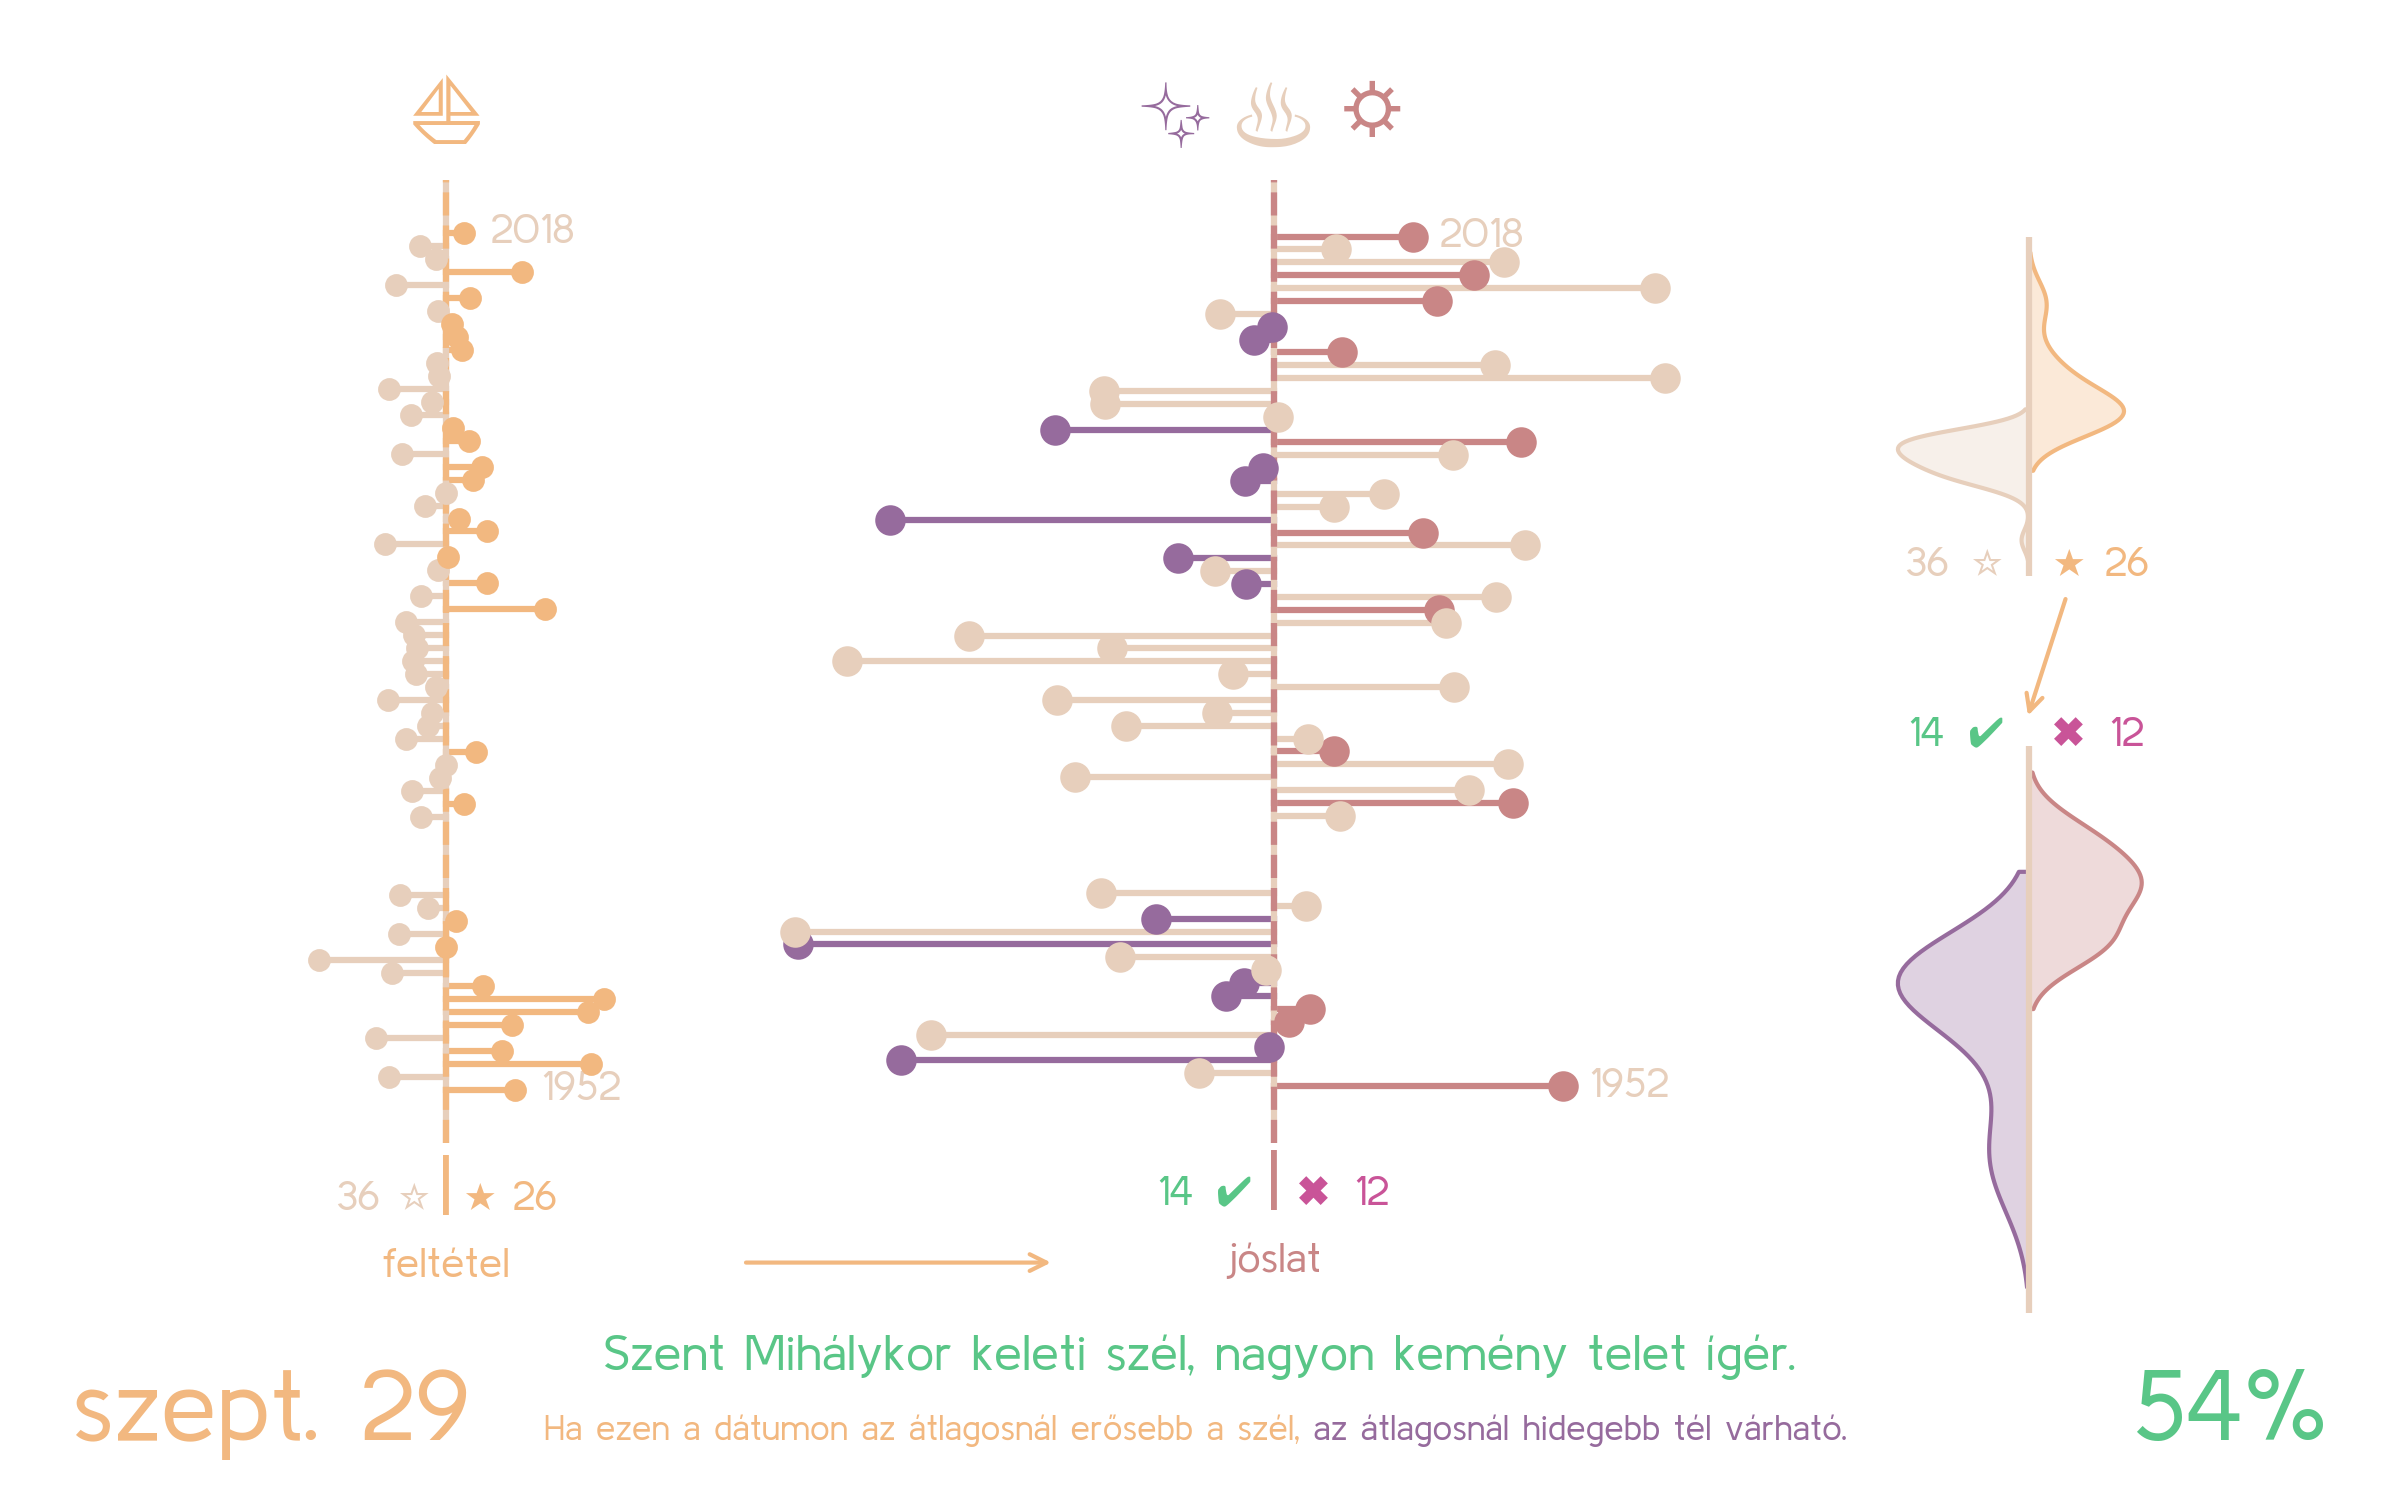 2018
2018
1952
1952
36 ☆ ★ 26
14 ✔ ✖ 12
36 ☆ ★ 26
14 ✔ ✖ 12
feltétel
jóslat
Szent Mihálykor keleti szél, nagyon kemény telet ígér.
szept. 29
Ha ezen a dátumon az átlagosnál erősebb a szél, az átlagosnál hidegebb tél várható.
54%